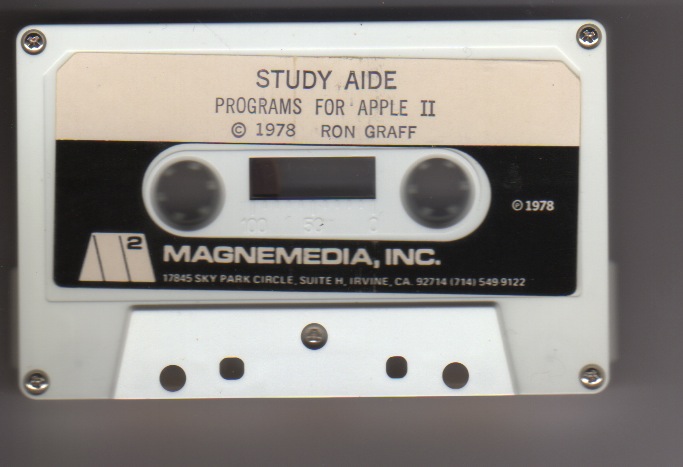 STUDY AIDE
PROGRAMS FOR APPLE II
© 1978 RON GRAFF
100 50 0
℗ 1978
M2
MAGNEMEDIA, INC.
17845 SKY PARK CIRCLE, SUITE H, IRVINE, CA. 92714 (714) 549 9122